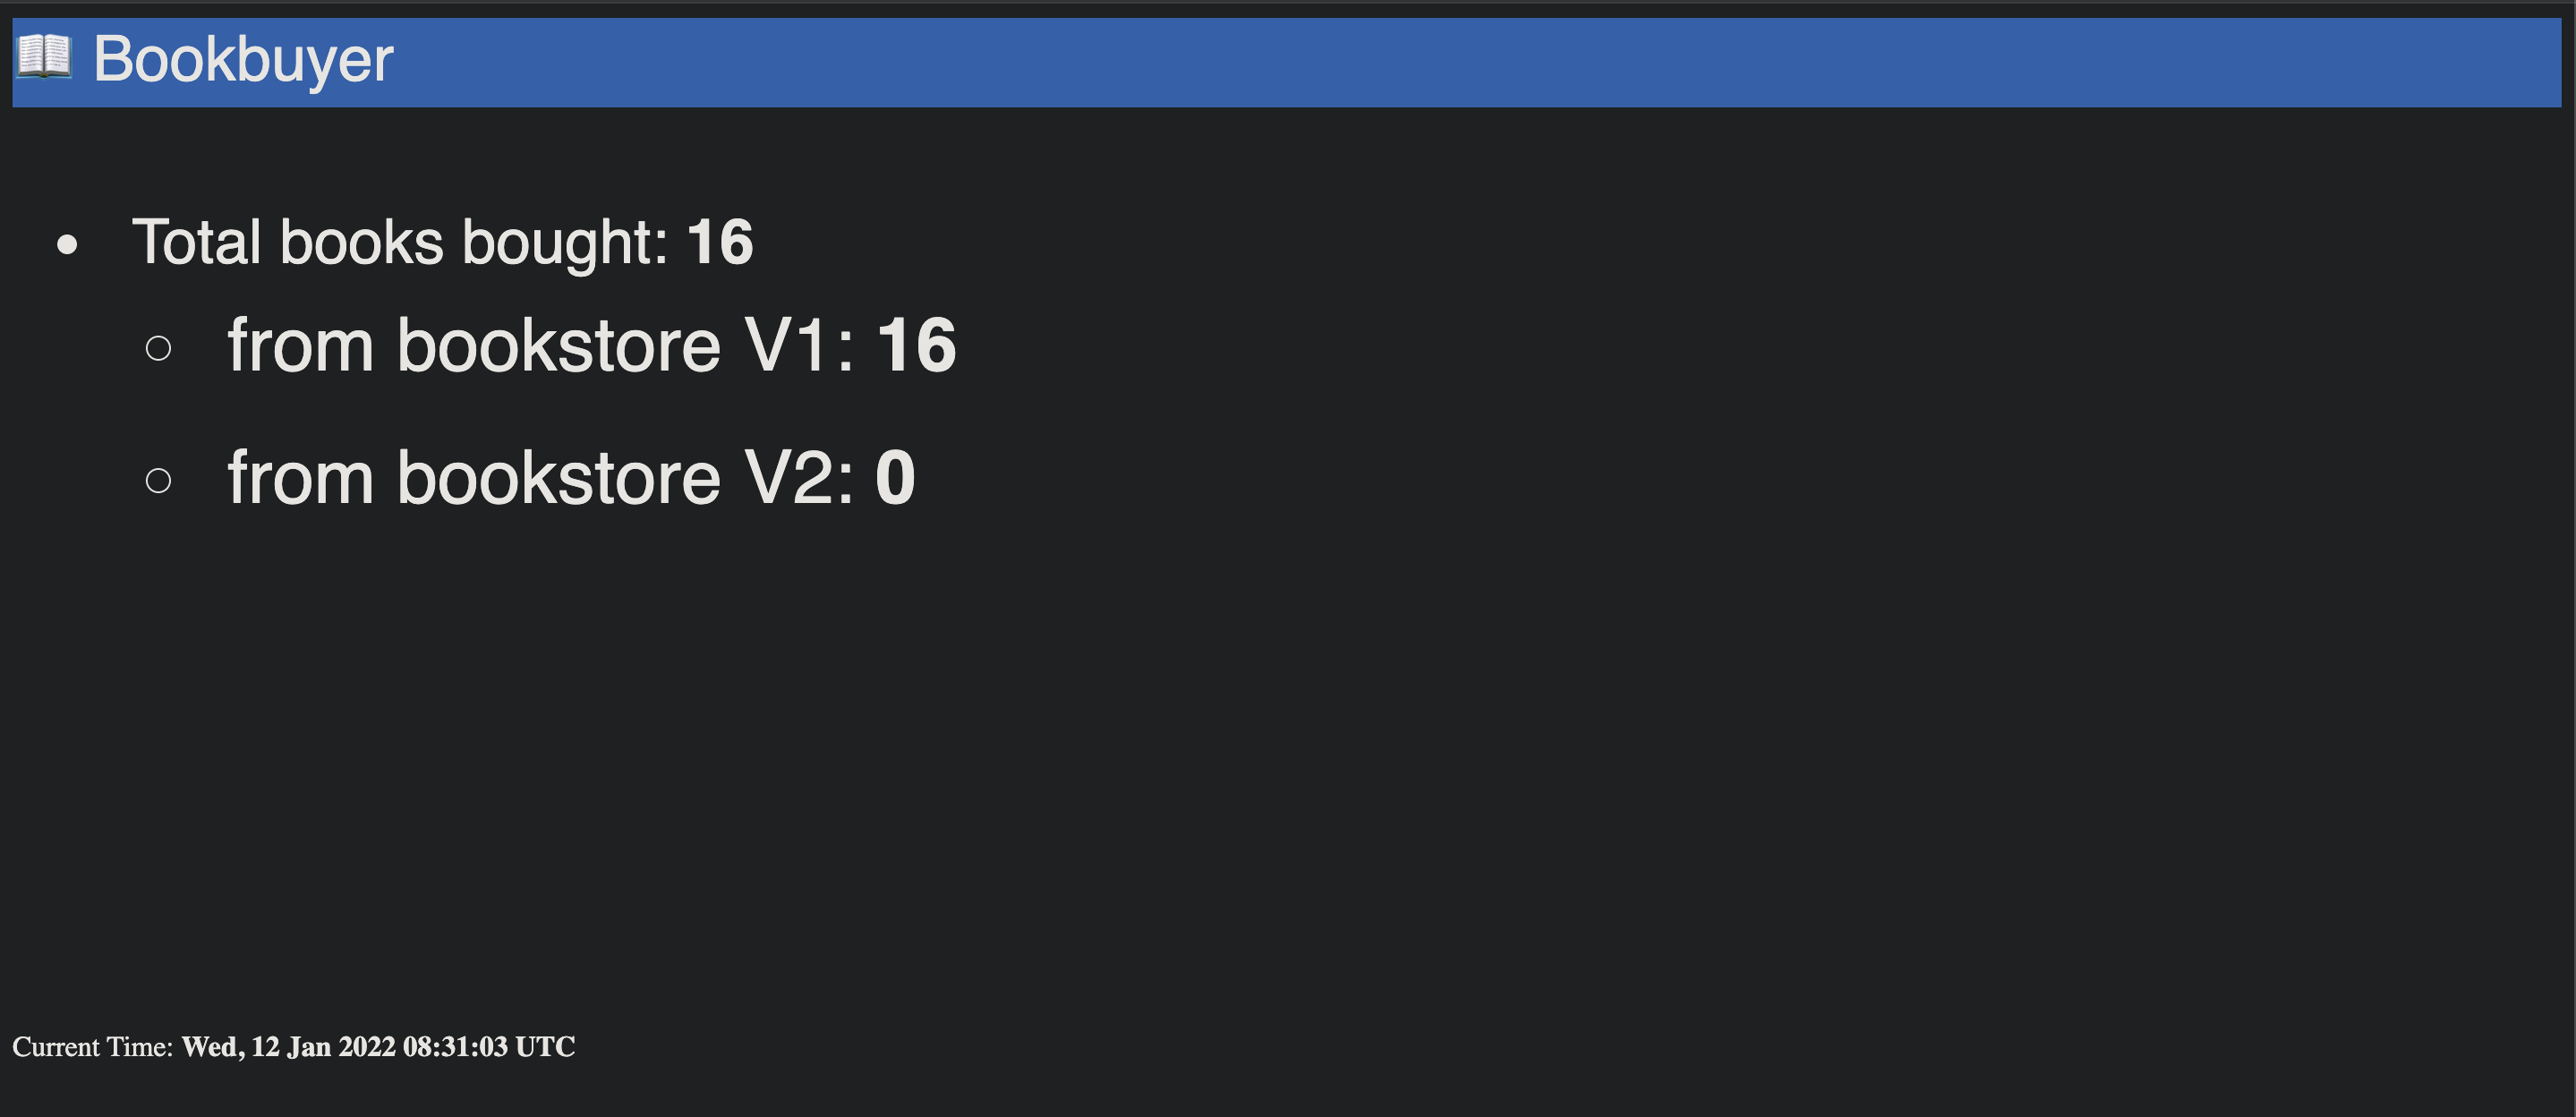 Bookbuyer
Total books bought: 16
from bookstore V1: 16
from bookstore V2: 0
Current Time: Wed, 12 Jan 2022 08:31:03 UTC